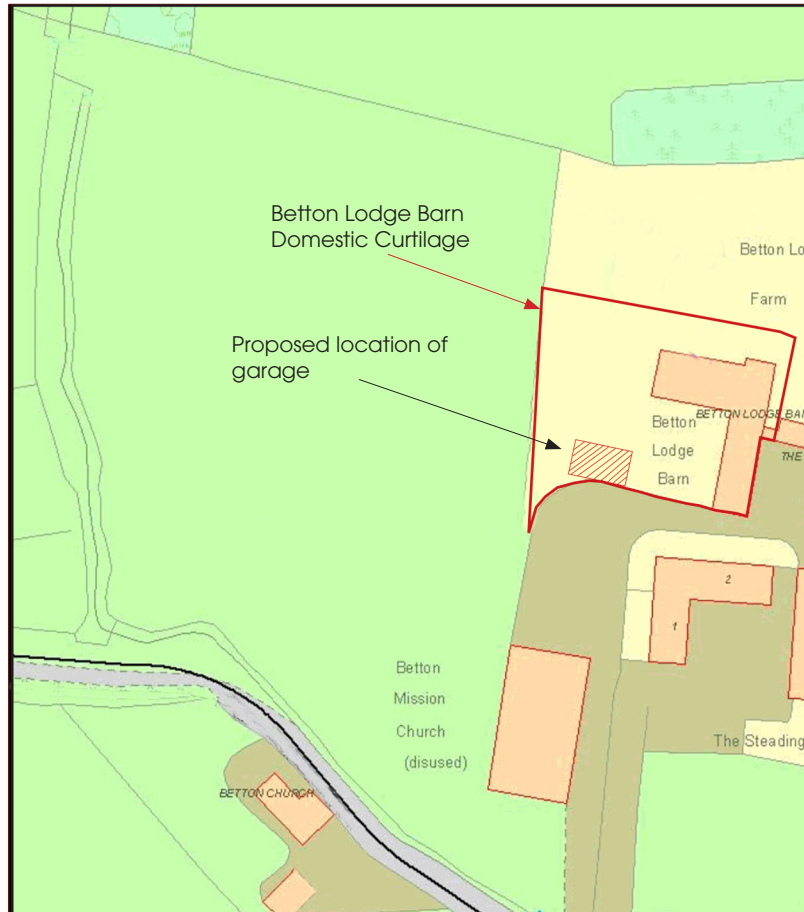 Betton Lodge Barn
Domestic Curtilage
Betton Lo
Farm
Proposed location of
garage
BETTON LODGE BAR
Betton
Lodge
Barn
THE
2
1
Betton
Mission
Church
(disused)
The Steading
BETTON CHURCH